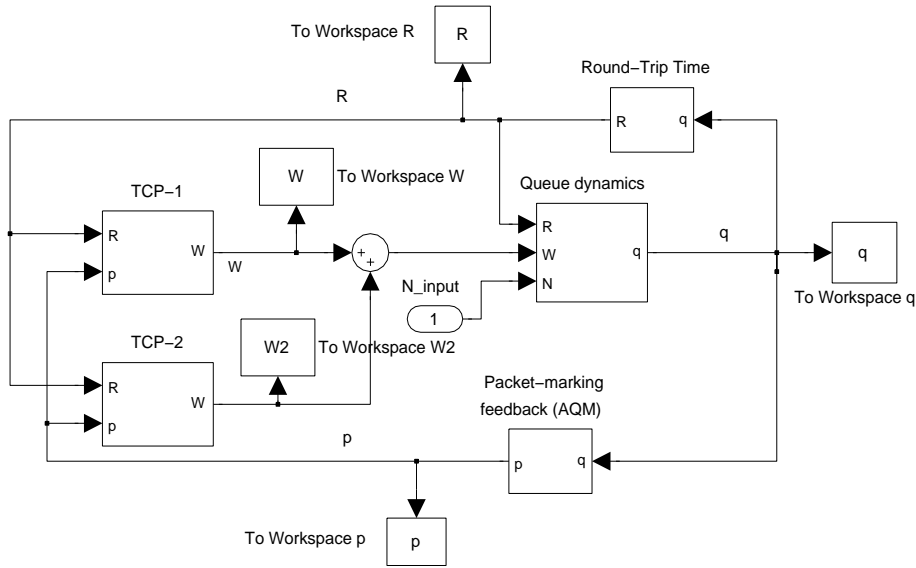 To Workspace R
R
Round−Trip Time
R
R
q
TCP−1
W
To Workspace W
Queue dynamics
R
W
p
W
+
+
R
W
N
q
q
q
To Workspace q
N_input
1
TCP−2
W2
To Workspace W2
R
W
p
Packet−marking
feedback (AQM)
p
p
q
To Workspace p
p